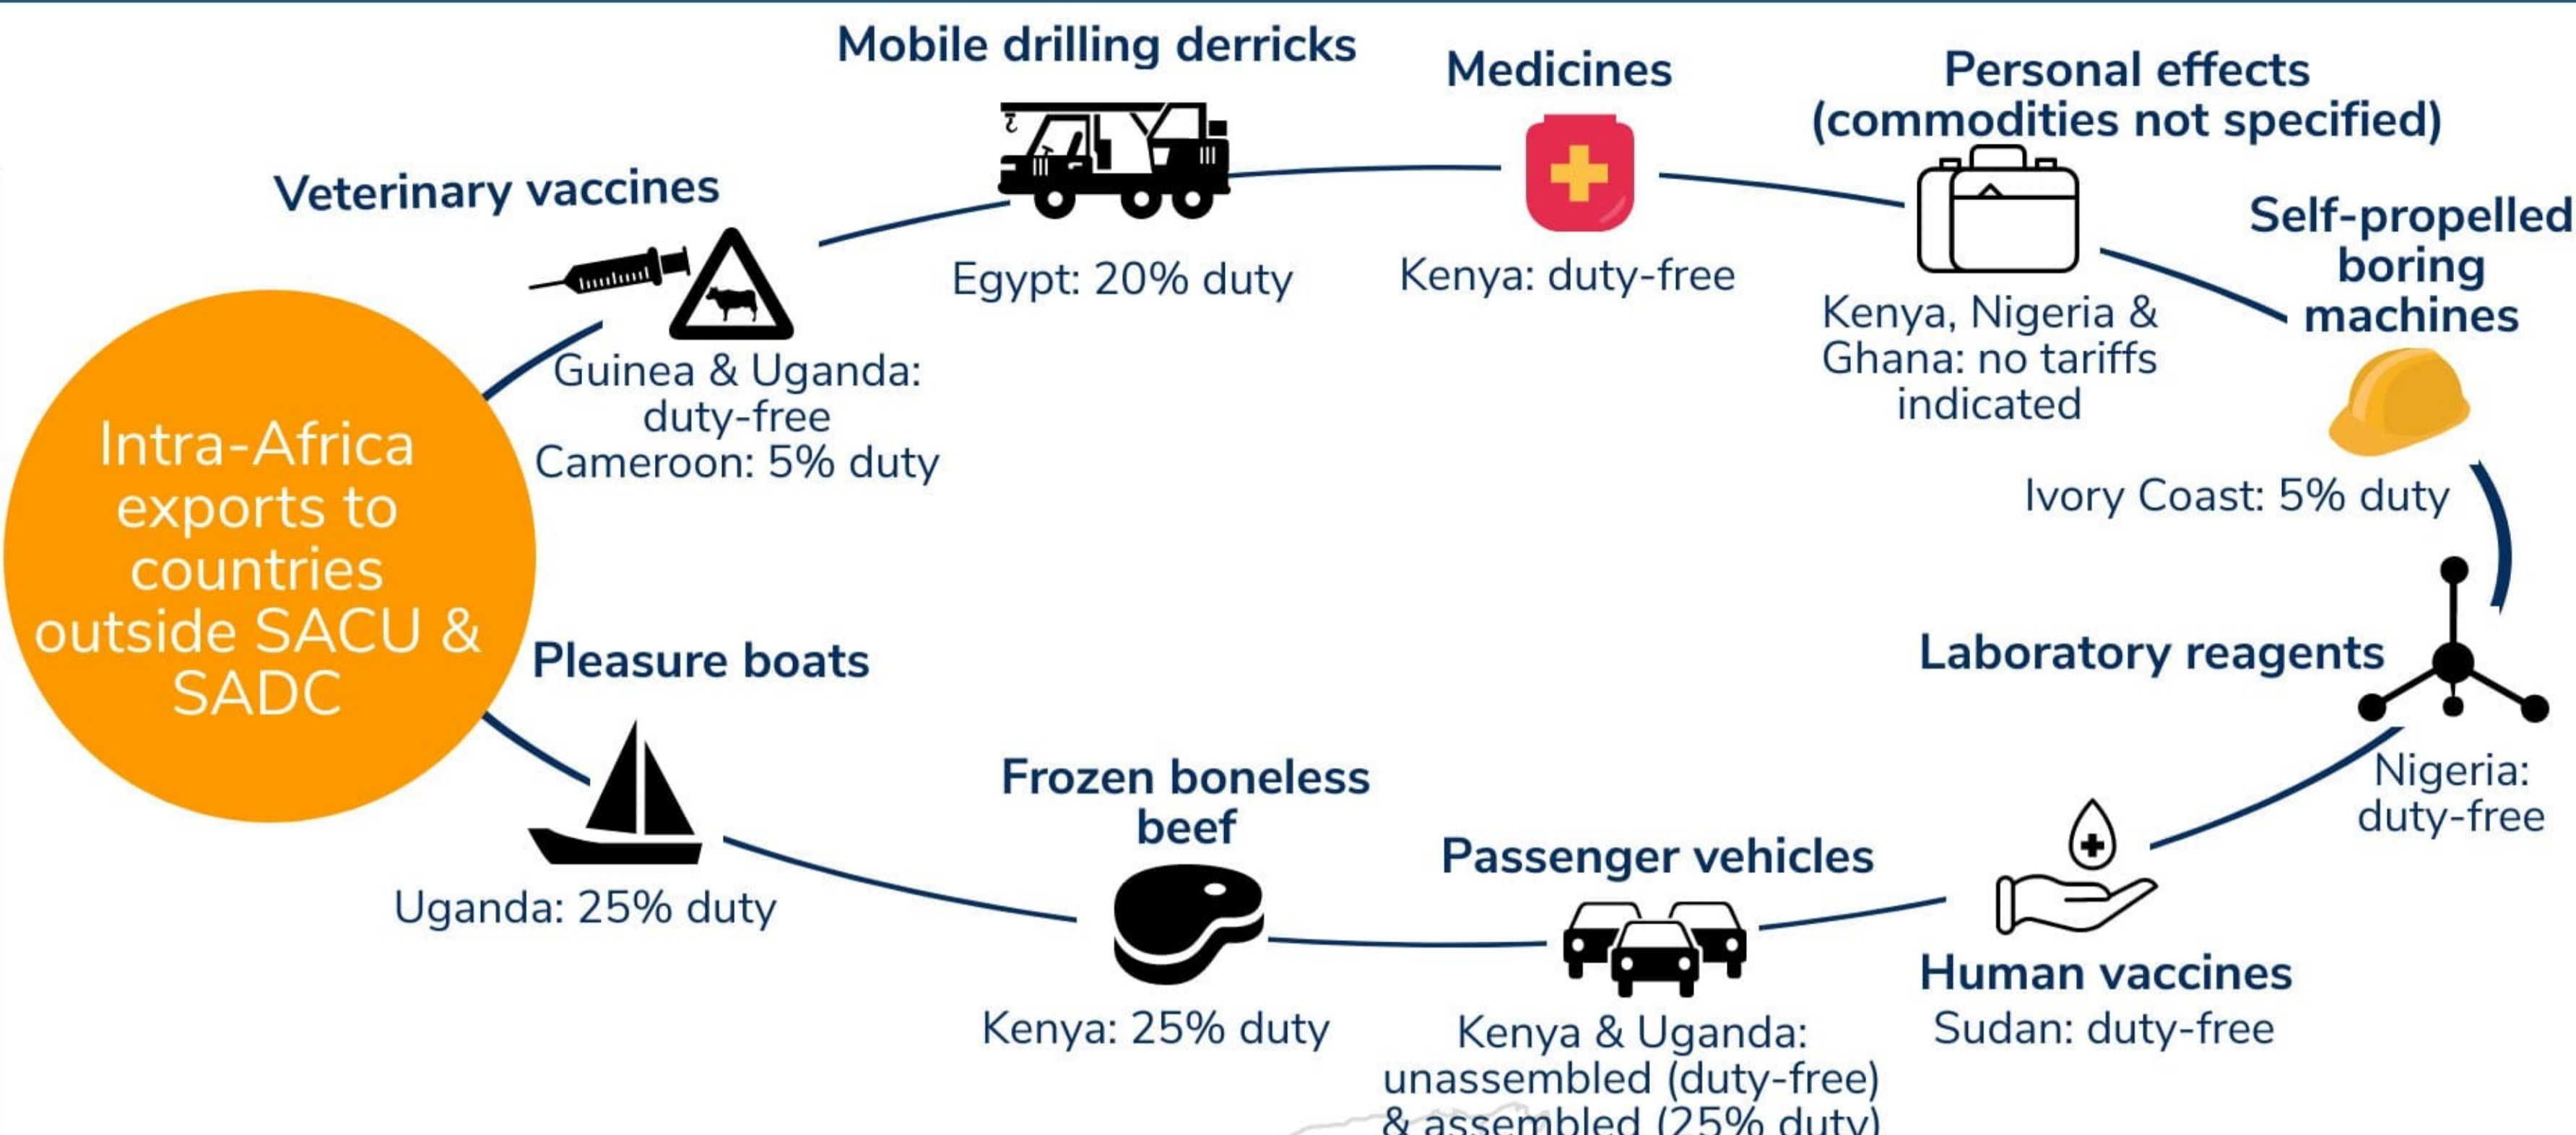 Mobile drilling derricks
Medicines
Personal effects
(commodities not specified)
Veterinary vaccines
Self-propelled
boring
machines
Egypt: 20% duty
Kenya: duty-free
Kenya, Nigeria &
Ghana: no tariffs
indicated
Guinea & Uganda:
duty-free
Cameroon: 5% duty
Ivory Coast: 5% duty
Intra-Africa
exports to
countries
outside SACU &
SADC
Laboratory reagents
Nigeria:
duty-free
Pleasure boats
Uganda: 25% duty
Frozen boneless
beef
Kenya: 25% duty
Passenger vehicles
Kenya & Uganda:
unassembled (duty-free)
& assembled (25% duty)
Human vaccines
Sudan: duty-free